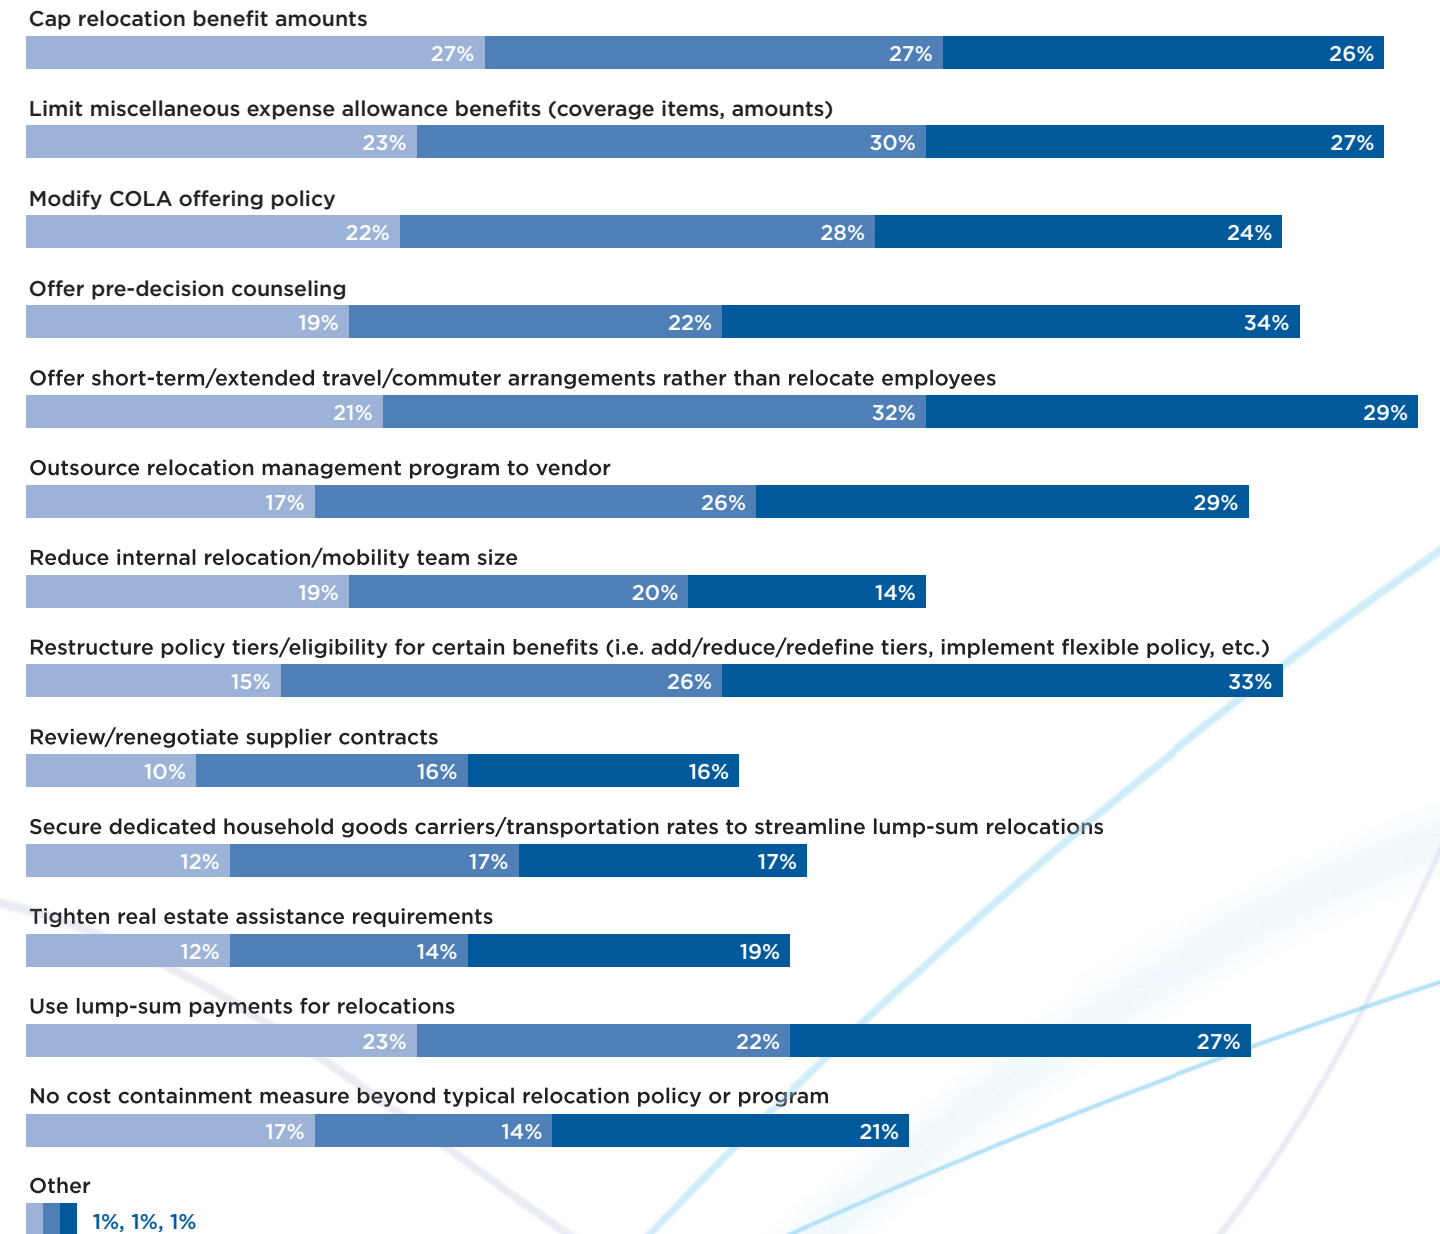 Cap relocation benefit amounts
27% 27% 26%
Limit miscellaneous expense allowance benefits (coverage items, amounts)
23% 30% 27%
Modify COLA offering policy
22% 28% 24%
Offer pre-decision counseling
19% 22% 34%
Offer short-term/extended travel/commuter arrangements rather than relocate employees
21% 32% 29%
Outsource relocation management program to vendor
17% 26% 29%
Reduce internal relocation/mobility team size
19% 20% 14%
Restructure policy tiers/eligibility for certain benefits (i.e. add/reduce/redefine tiers, implement flexible policy, etc.)
15% 26% 33%
Review/renegotiate supplier contracts
10% 16% 16%
Secure dedicated household goods carriers/transportation rates to streamline lump-sum relocations
12% 17% 17%
Tighten real estate assistance requirements
12% 14% 19%
Use lump-sum payments for relocations
23% 22% 27%
No cost containment measure beyond typical relocation policy or program
17% 14% 21%
Other
1%, 1%, 1%